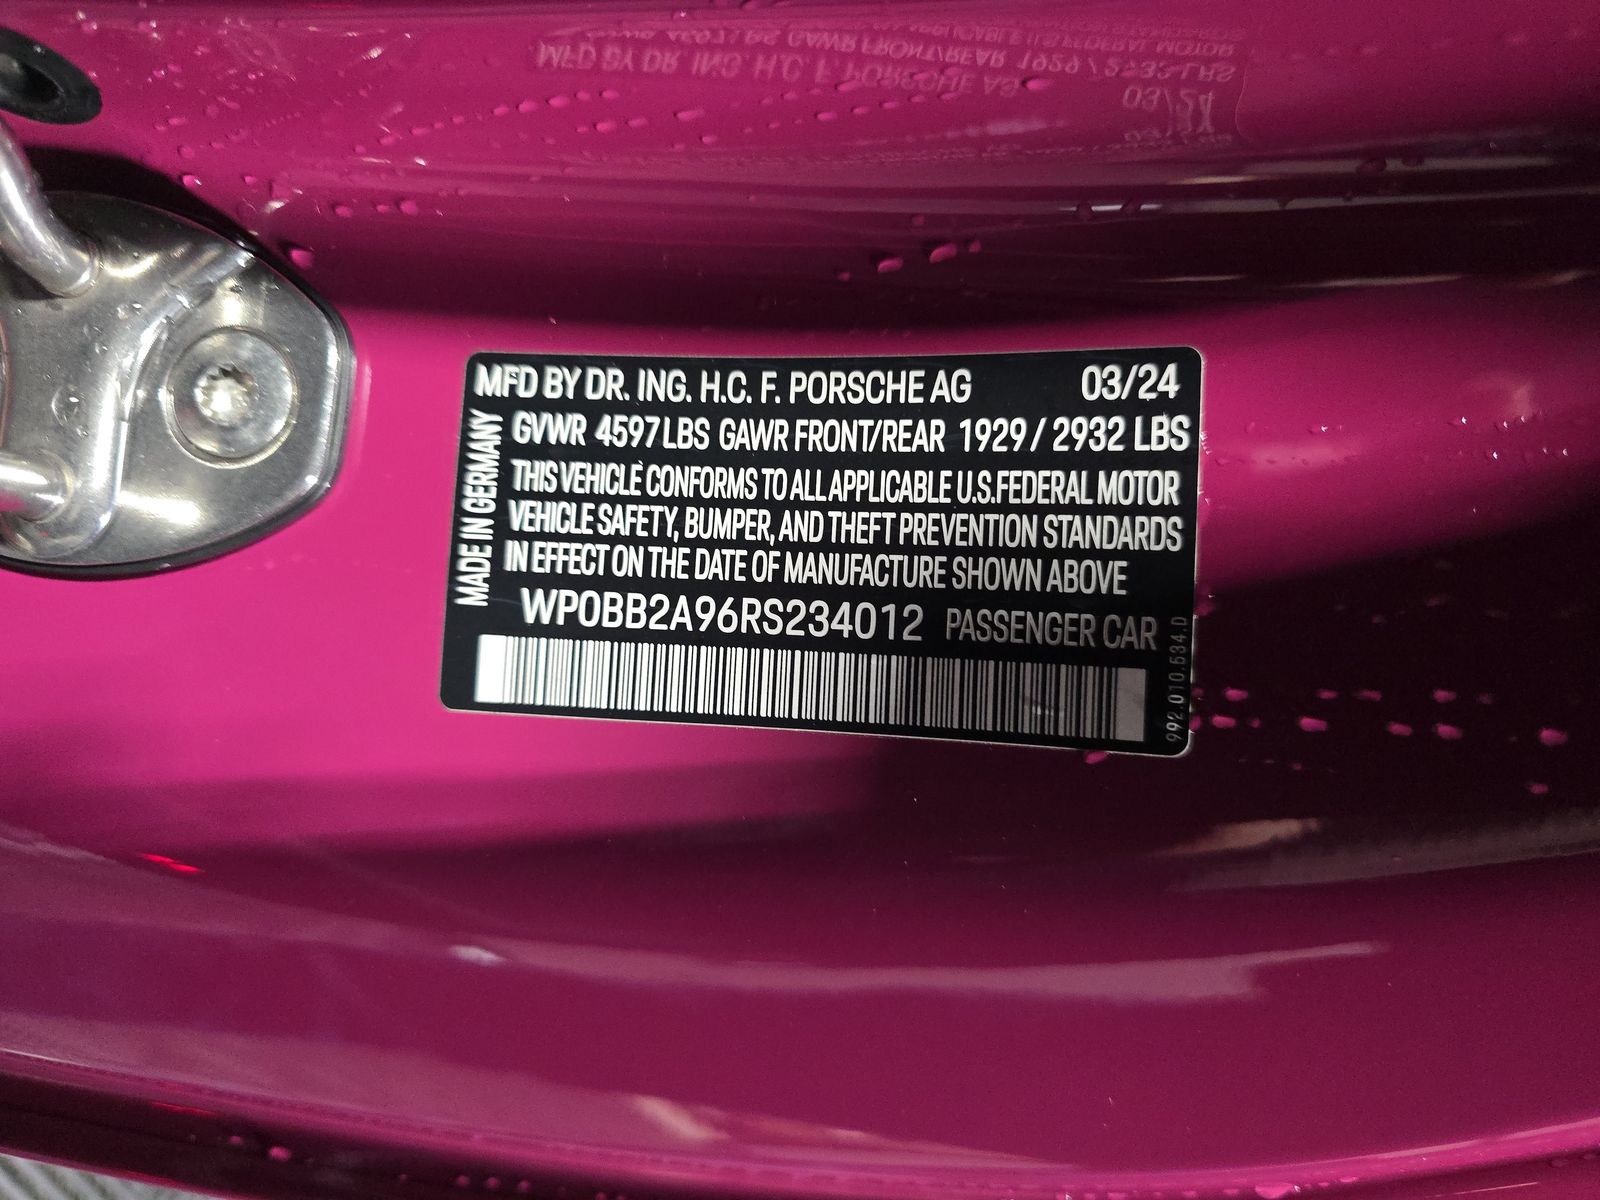 MFD BY DR. ING. H.C. F. PORSCHE AG 03/24
GVWR 4597 LBS GAWR FRONT/REAR 1929 / 2932 LBS
THIS VEHICLE CONFORMS TO ALL APPLICABLE U.S.FEDERAL MOTOR
VEHICLE SAFETY, BUMPER, AND THEFT PREVENTION STANDARDS
IN EFFECT ON THE DATE OF MANUFACTURE SHOWN ABOVE
WP0BB2A96RS234012 PASSENGER CAR
MADE IN GERMANY
992.010.534.D